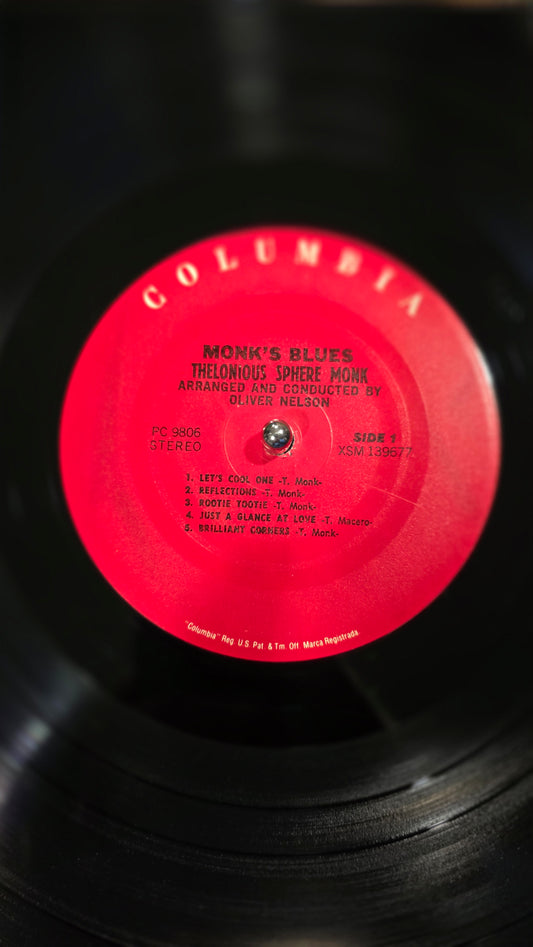 COLUMBIA
MONK'S BLUES
THELONIOUS SPHERE MONK
ARRANGED AND CONDUCTED BY
OLIVER NELSON
PC 9806
STEREO
SIDE 1
XSM 139677
1. LET'S COOL ONE -T. Monk-
2. REFLECTIONS -T. Monk-
3. ROOTIE TOOTIE -T. Monk-
4. JUST A GLANCE AT LOVE -T. Macero-
5. BRILLIANT CORNERS -T. Monk-
"Columbia" Reg. U.S. Pat. & Tm. Off. Marca Registrada.